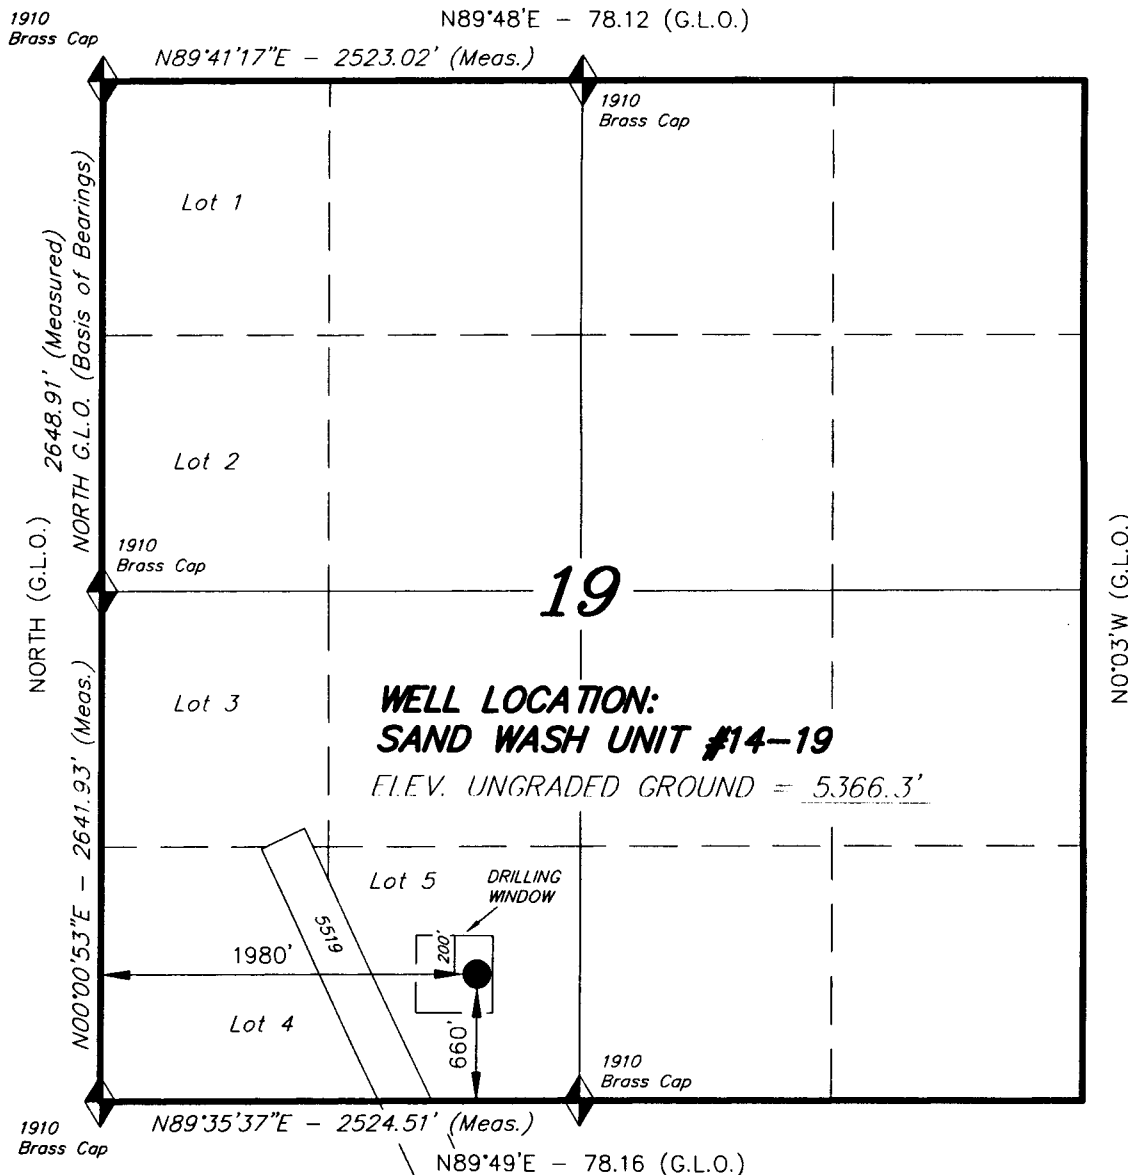 1910
Brass Cap
N89°48'E - 78.12 (G.L.O.)
N89°41'17"E - 2523.02' (Meas.)
1910
Brass Cap
Lot 1
2648.91' (Measured)
NORTH G.L.O. (Basis of Bearings)
Lot 2
NORTH (G.L.O.)
1910
Brass Cap
19
N0°03'W (G.L.O.)
Lot 3
WELL LOCATION:
SAND WASH UNIT #14-19
ELEV. UNGRADED GROUND = 5366.3'
N00°00'53"E - 2641.93' (Meas.)
Lot 5
DRILLING
WINDOW
5519
200'
1980'
Lot 4
660'
1910
Brass Cap
1910
Brass Cap
N89°35'37"E - 2524.51' (Meas.)
N89°49'E - 78.16 (G.L.O.)